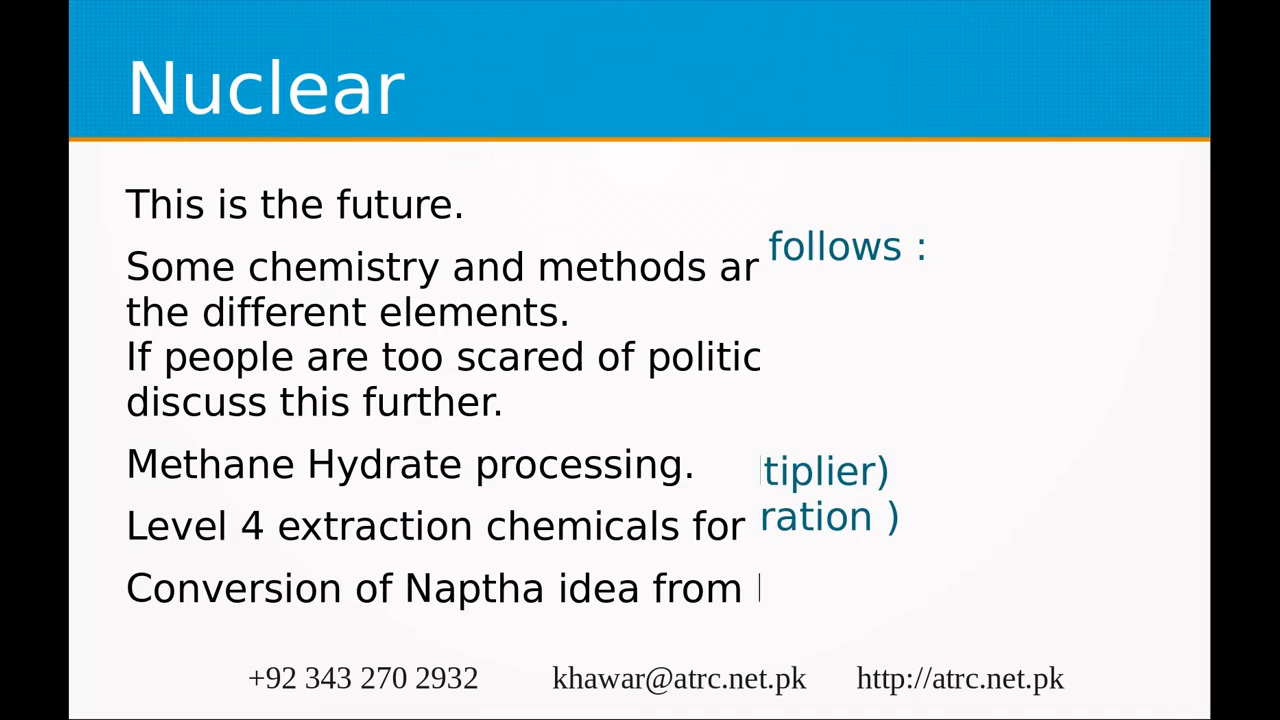 Nuclear
This is the future.
follows :
Some chemistry and methods ar
the different elements.
If people are too scared of politic
discuss this further.
Methane Hydrate processing.
tiplier)
ration )
Level 4 extraction chemicals for
Conversion of Naptha idea from
+92 343 270 2932 khawar@atrc.net.pk http://atrc.net.pk